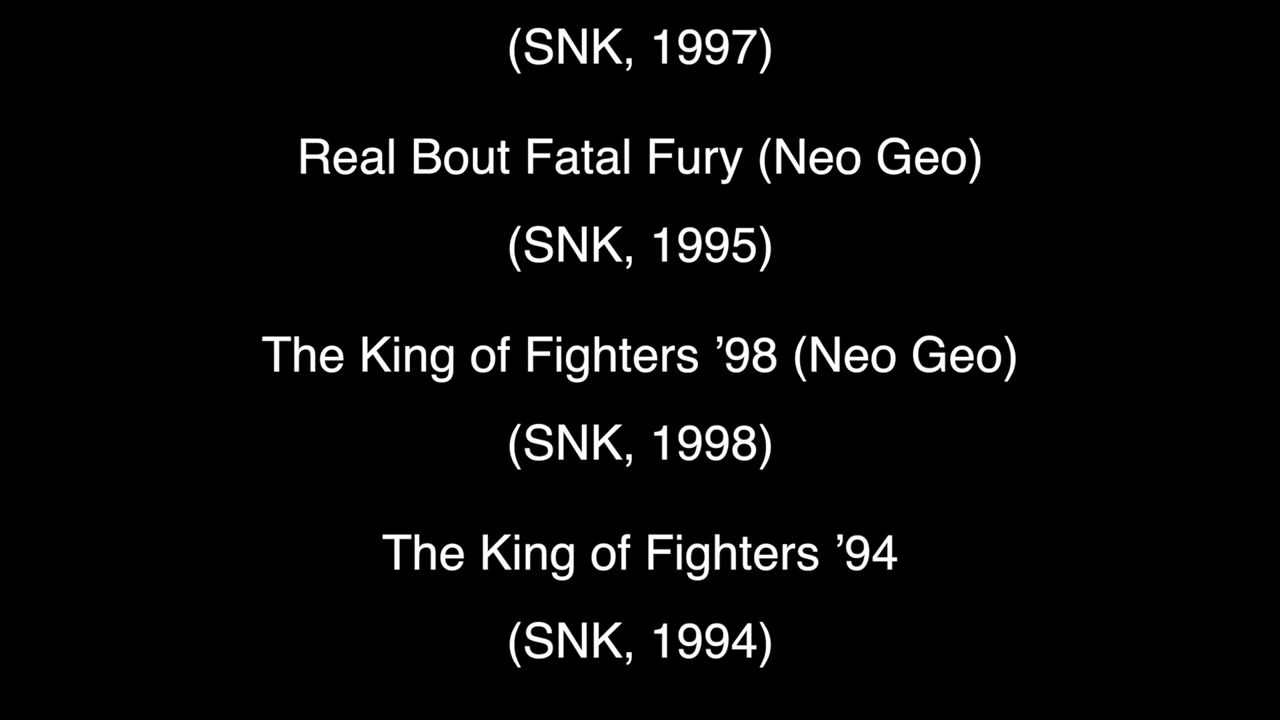 (SNK, 1997)
Real Bout Fatal Fury (Neo Geo)
(SNK, 1995)
The King of Fighters ’98 (Neo Geo)
(SNK, 1998)
The King of Fighters ’94
(SNK, 1994)